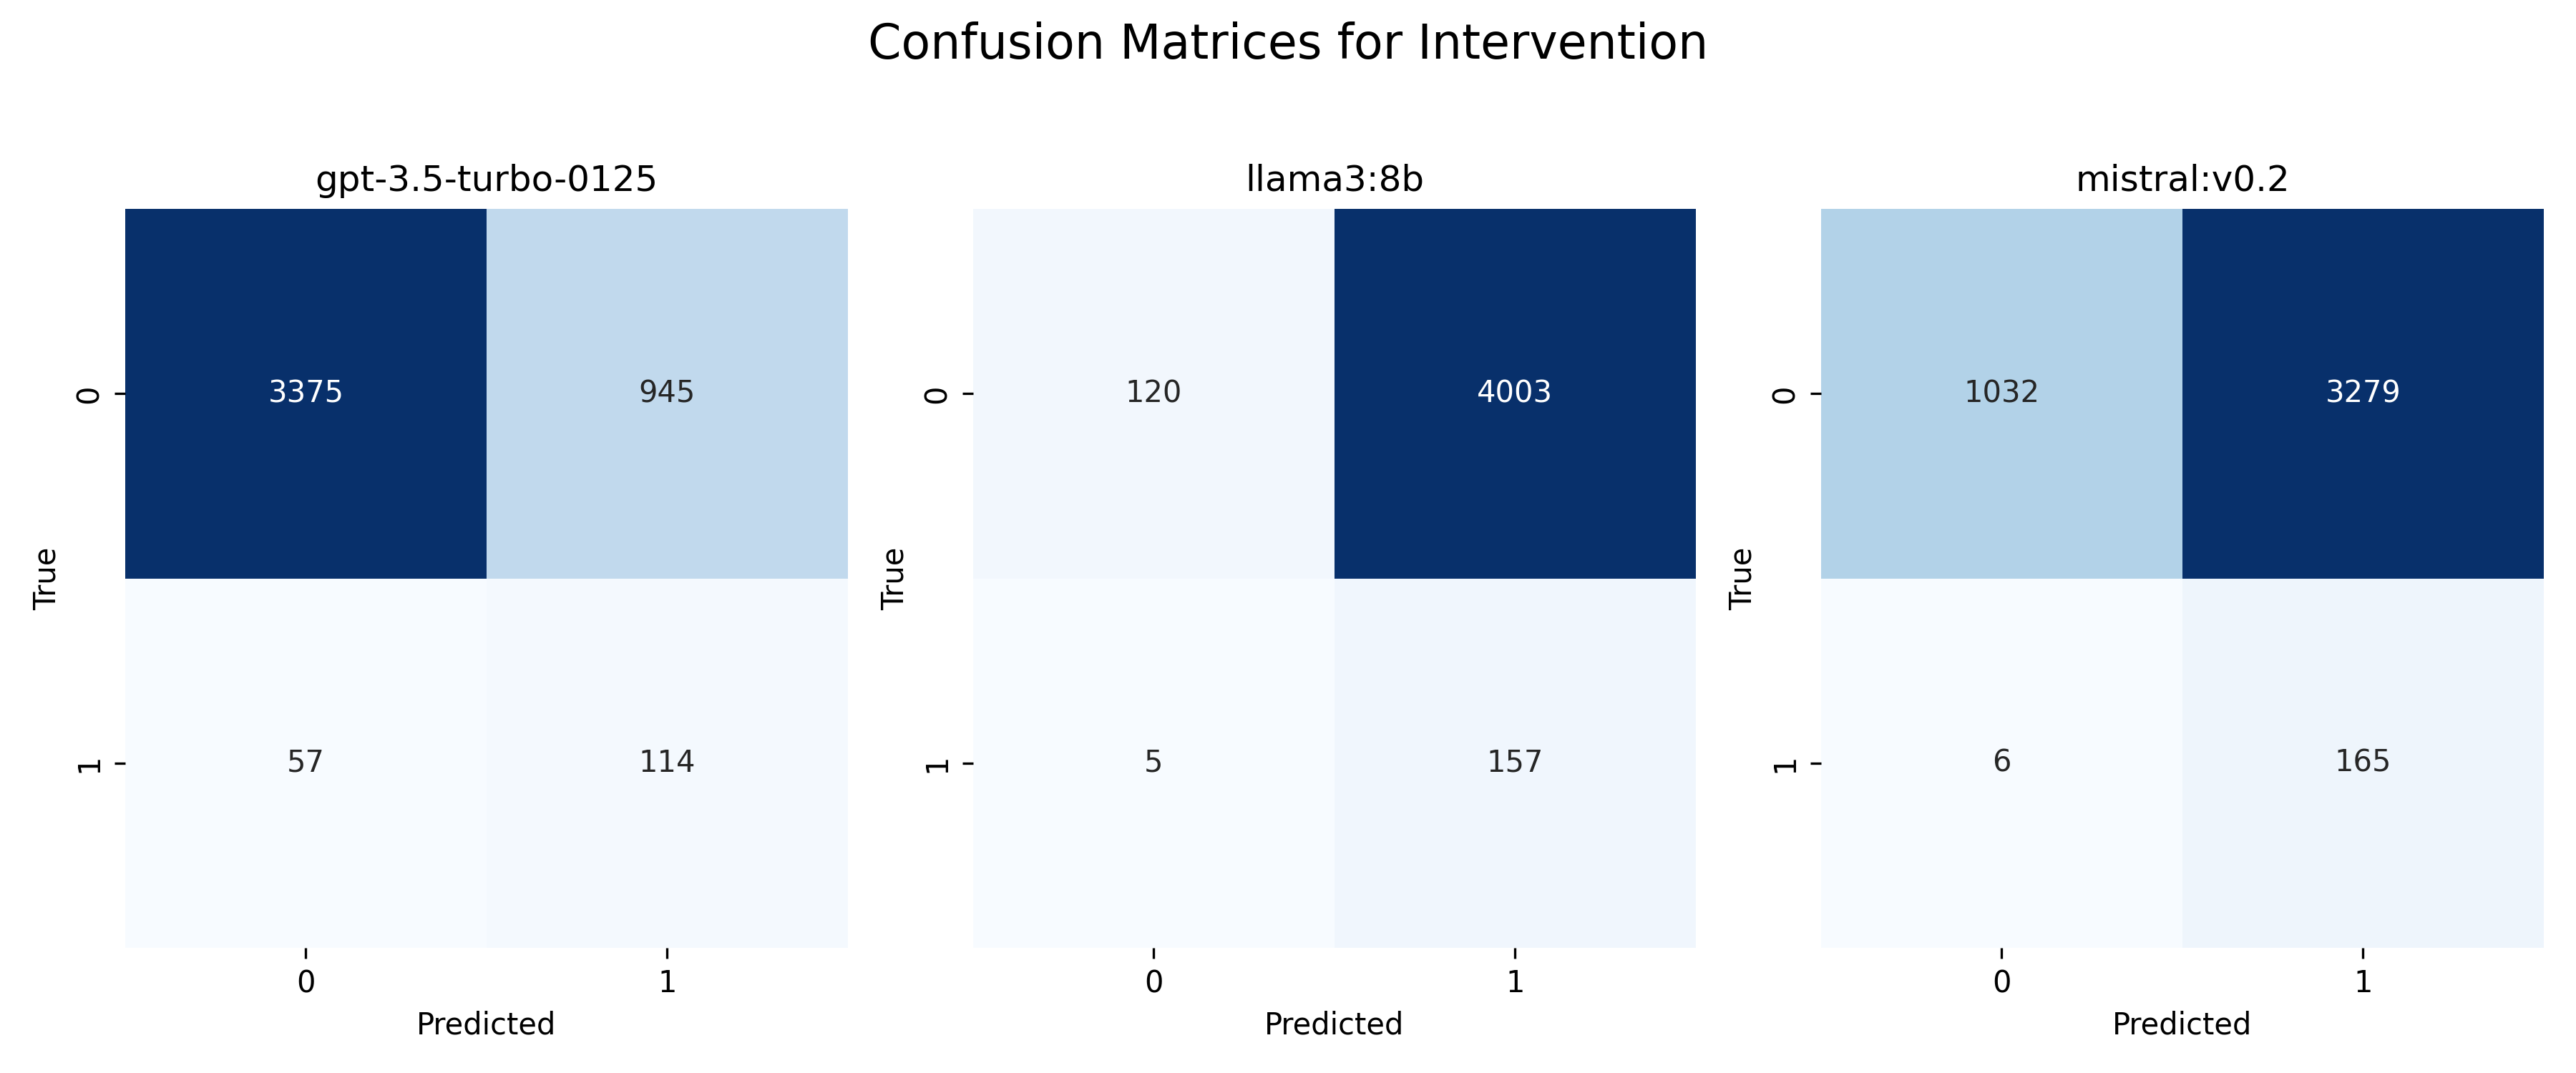 Confusion Matrices for Intervention
gpt-3.5-turbo-0125
True
0
3375
945
1
57
114
0
1
Predicted
llama3:8b
True
0
120
4003
1
5
157
0
1
Predicted
mistral:v0.2
True
0
1032
3279
1
6
165
0
1
Predicted